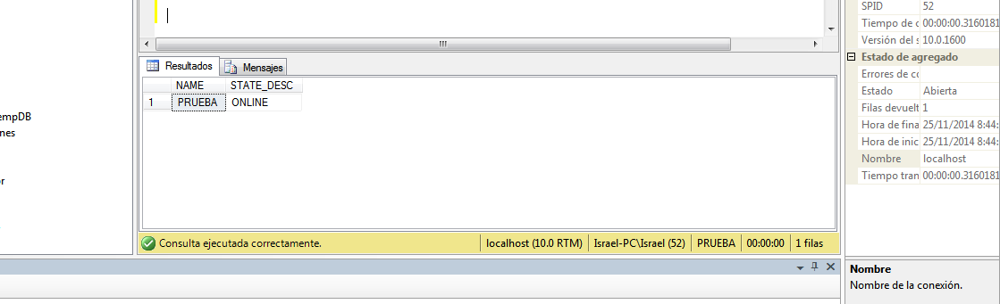 SPID 52
Tiempo de c 00:00:00.3160181
Versión del s 10.0.1600
Estado de agregado
Errores de co
Estado Abierta
Filas devuelt 1
Hora de fina 25/11/2014 8:44:
Hora de inic 25/11/2014 8:44:
Nombre localhost
Tiempo tran 00:00:00.3160181
Resultados Mensajes
NAME STATE_DESC
1 PRUEBA ONLINE
empDB
nes
or
Consulta ejecutada correctamente. localhost (10.0 RTM) Israel-PC\Israel (52) PRUEBA 00:00:00 1 filas
Nombre
Nombre de la conexión.